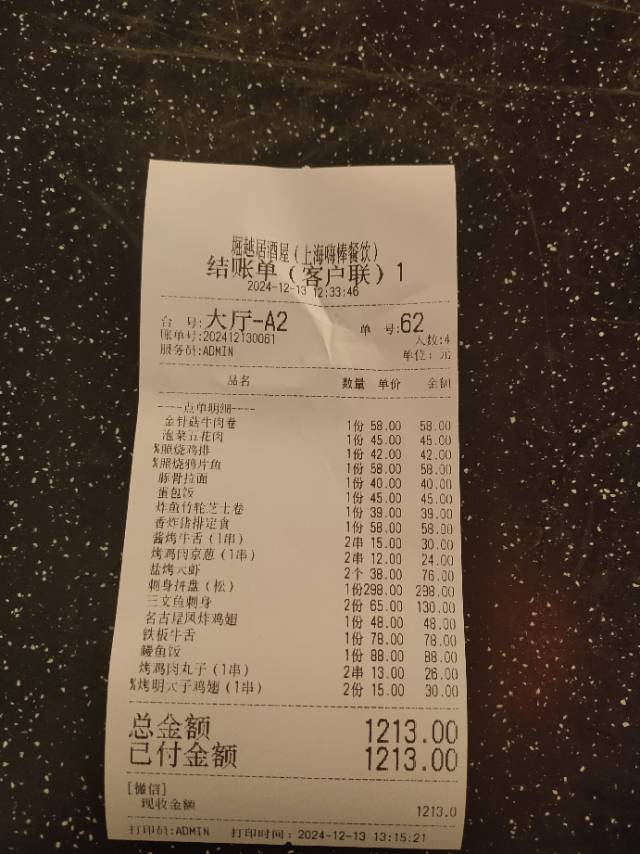 堀越居酒屋(上海嗨棒餐饮)
结账单(客户联)1
2024-12-13 12:33:46
台 号:大厅-A2 单 号:62
账单号:202412130061 人数:4
服务员:ADMIN 单位: 元
品名 数量 单价 金额
----点单明细----
金针菇牛肉卷 1份 58.00 58.00
泡菜五花肉 1份 45.00 45.00
%照烧鸡排 1份 42.00 42.00
%照烧鸦片鱼 1份 58.00 58.00
豚骨拉面 1份 40.00 40.00
蛋包饭 1份 45.00 45.00
炸鱼竹轮芝士卷 1份 39.00 39.00
香炸猪排定食 1份 58.00 58.00
酱烤牛舌(1串) 2串 15.00 30.00
烤鸡肉京葱(1串) 2串 12.00 24.00
盐烤大虾 2个 38.00 76.00
刺身拼盘(松) 1份298.00 298.00
三文鱼刺身 2份 65.00 130.00
名古屋风炸鸡翅 1份 48.00 48.00
铁板牛舌 1份 78.00 78.00
鳗鱼饭 1份 88.00 88.00
烤鸡肉丸子(1串) 2串 13.00 26.00
%烤明太子鸡翅(1串) 2份 15.00 30.00
总金额 1213.00
已付金额 1213.00
[微信]
现收金额 1213.0
打印员:ADMIN 打印时间:2024-12-13 13:15:21